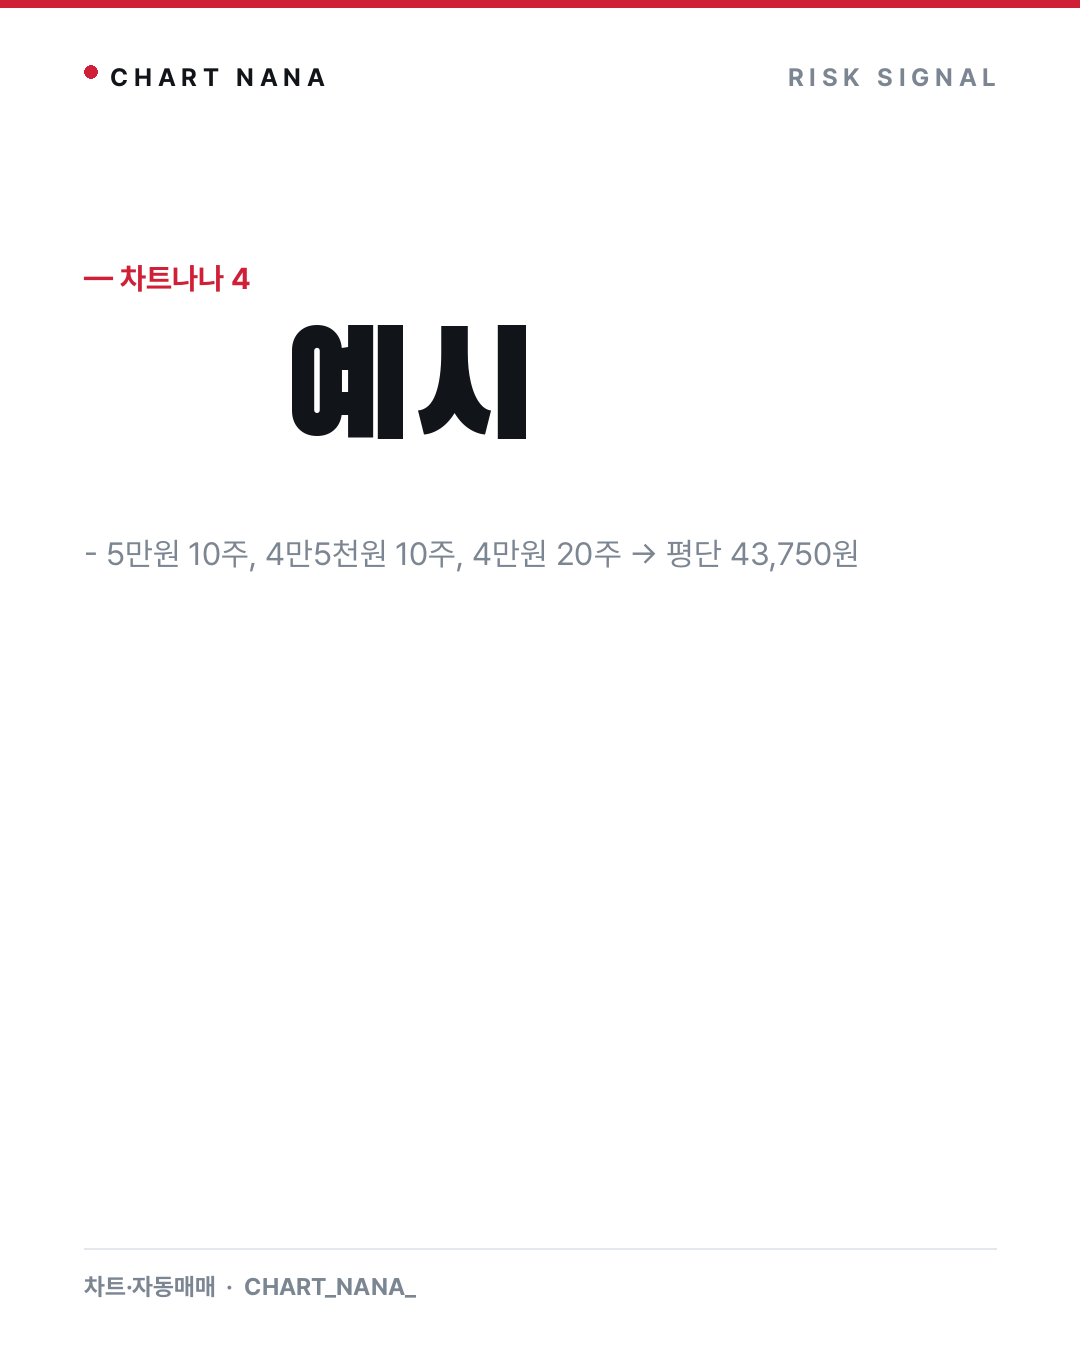 CHART NANA
RISK SIGNAL
— 차트나나 4
예시
- 5만원 10주, 4만5천원 10주, 4만원 20주 → 평단 43,750원
차트·자동매매 · CHART_NANA_